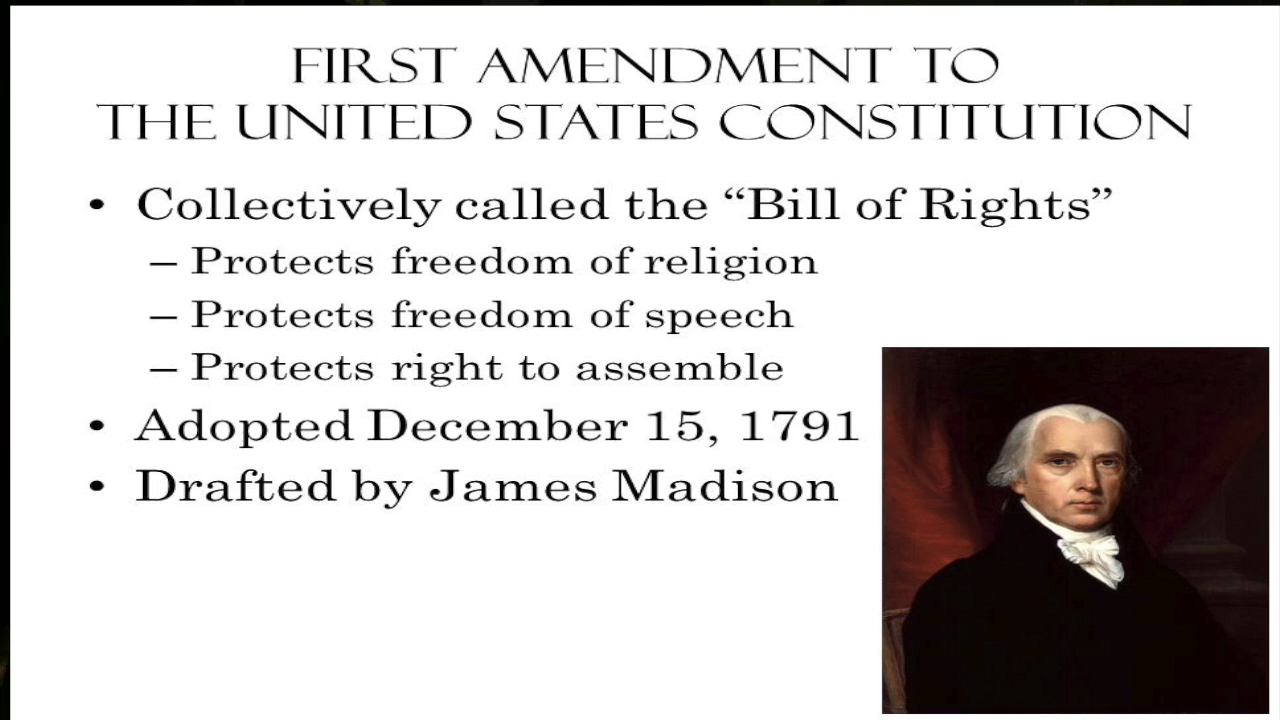 FIRST AMENDMENT TO
THE UNITED STATES CONSTITUTION
• Collectively called the “Bill of Rights”
– Protects freedom of religion
– Protects freedom of speech
– Protects right to assemble
• Adopted December 15, 1791
• Drafted by James Madison